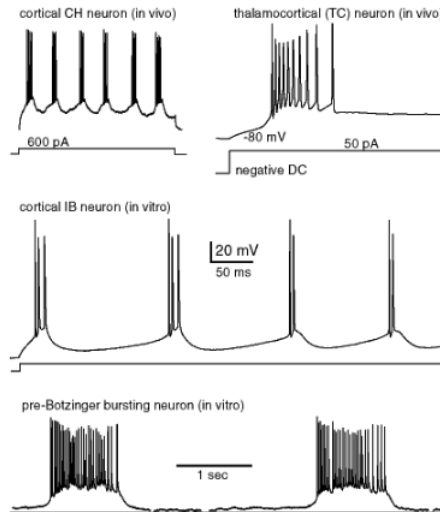 cortical CH neuron (in vivo)
thalamocortical (TC) neuron (in vivo)
600 pA
-80 mV
50 pA
negative DC
cortical IB neuron (in vitro)
20 mV
50 ms
pre-Botzinger bursting neuron (in vitro)
1 sec